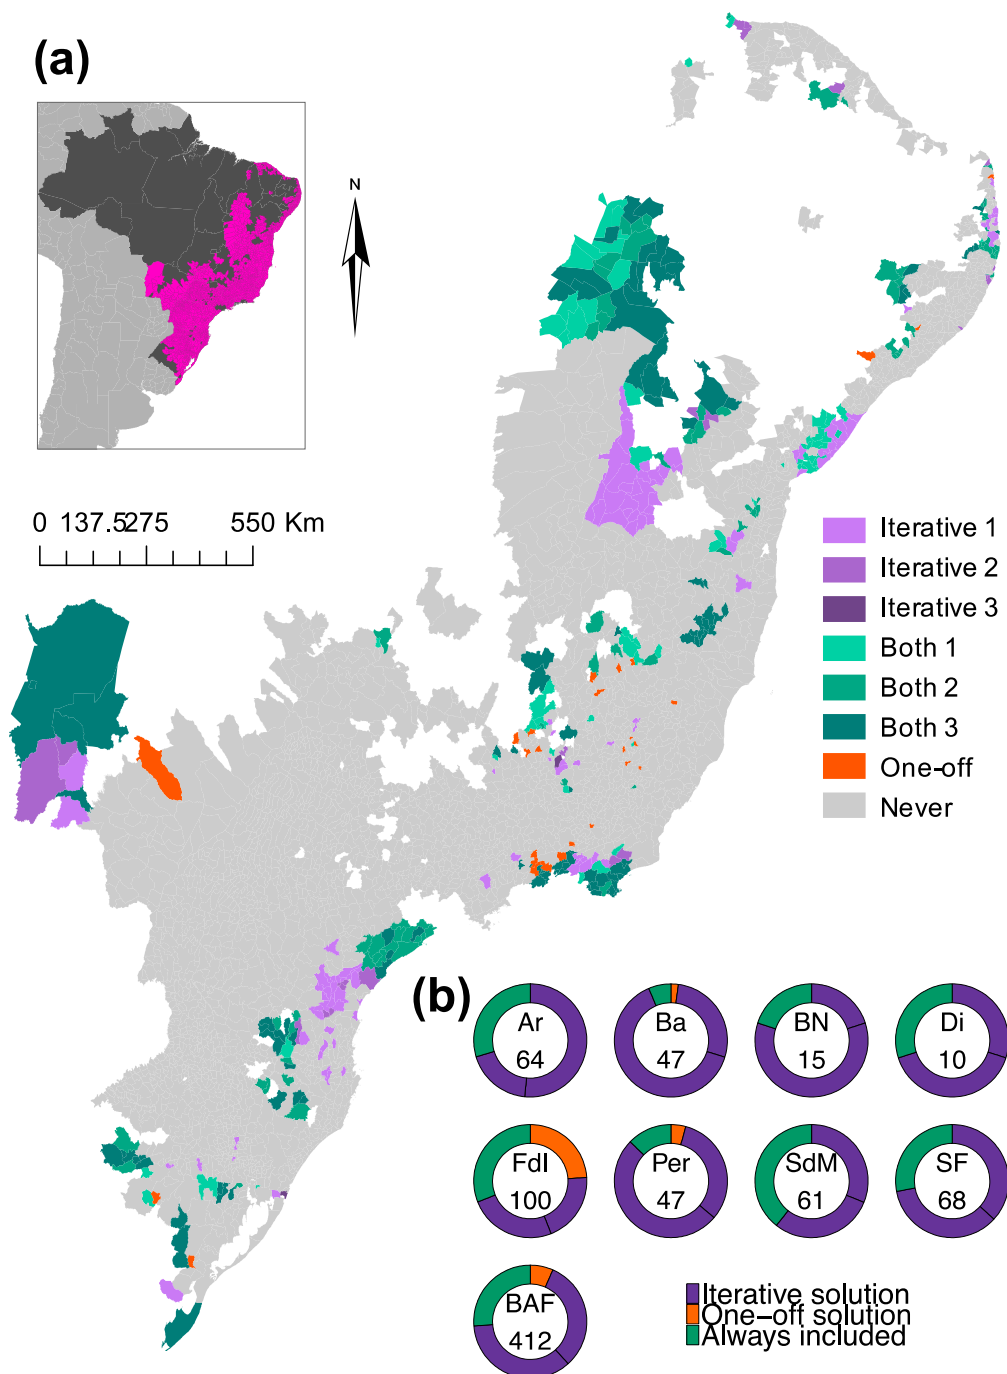 (a)
N
0 137.5 275 550 Km
Iterative 1
Iterative 2
Iterative 3
Both 1
Both 2
Both 3
One-off
Never
(b)
Ar
64
Ba
47
BN
15
Di
10
FdI
100
Per
47
SdM
61
SF
68
BAF
412
Iterative solution
One-off solution
Always included